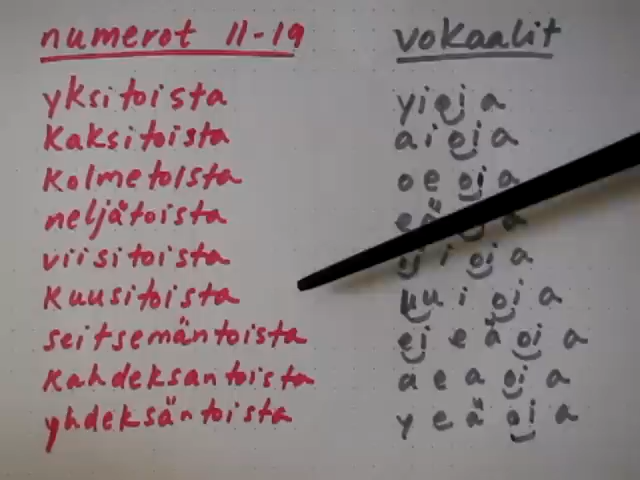 numerot 11-19 vokaalit
yksitoista y i oi a
kaksitoista a i oi a
kolmetoista o e oi a
neljätoista e ä a
viisitoista i oi a
kuusitoista uu i oi a
seitsemäntoista ei e ä oi a
kahdeksantoista a e a oi a
yhdeksäntoista y e ä oi a